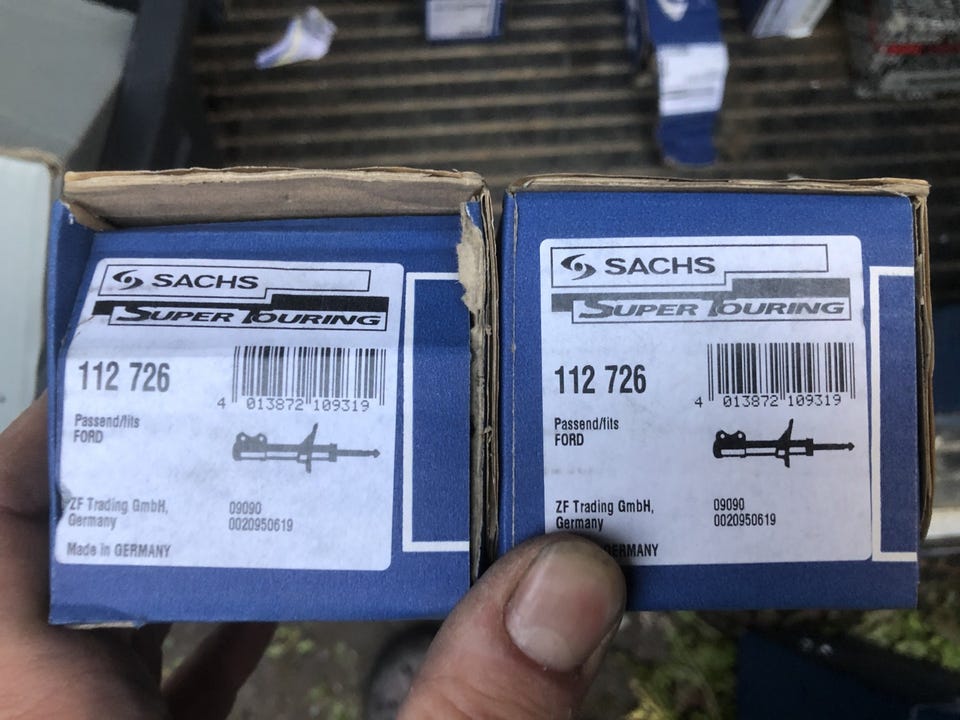 SACHS
SUPER TOURING
112 726
4 013872 109319
Passend/fits
FORD
ZF Trading GmbH,
Germany
09090
0020950619
Made in GERMANY
SACHS
SUPER TOURING
112 726
4 013872 109319
Passend/fits
FORD
ZF Trading GmbH,
Germany
09090
0020950619
GERMANY